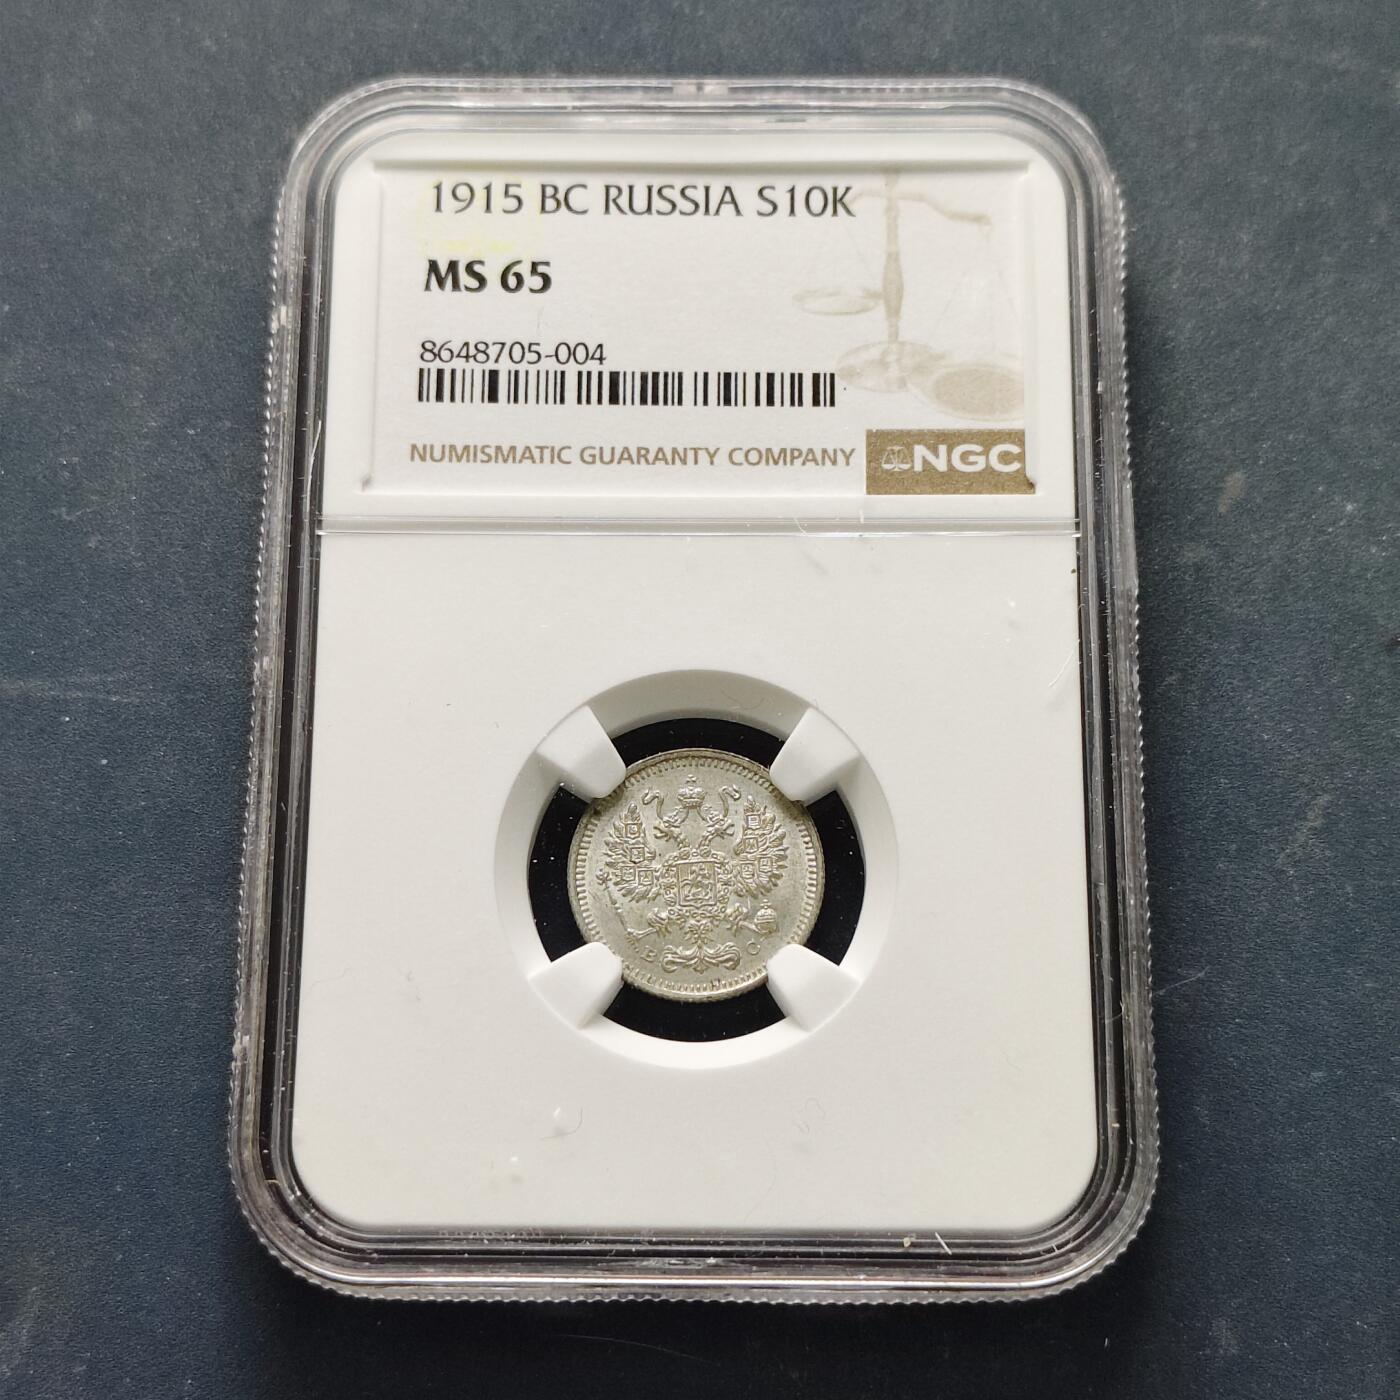 1915 BC RUSSIA S10K
MS 65
8648705-004
NUMISMATIC GUARANTY COMPANY
NGC
B C